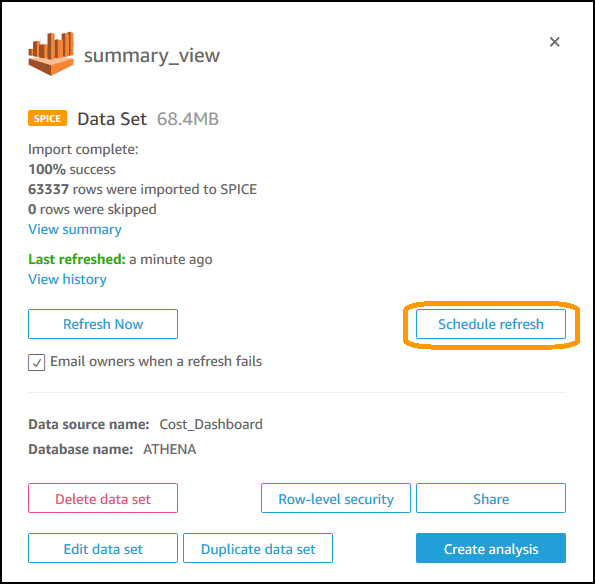 summary_view
SPICE Data Set 68.4MB
Import complete:
100% success
63337 rows were imported to SPICE
0 rows were skipped
View summary
Last refreshed: a minute ago
View history
Refresh Now Schedule refresh
Email owners when a refresh fails
Data source name: Cost_Dashboard
Database name: ATHENA
Delete data set Row-level security Share
Edit data set Duplicate data set Create analysis